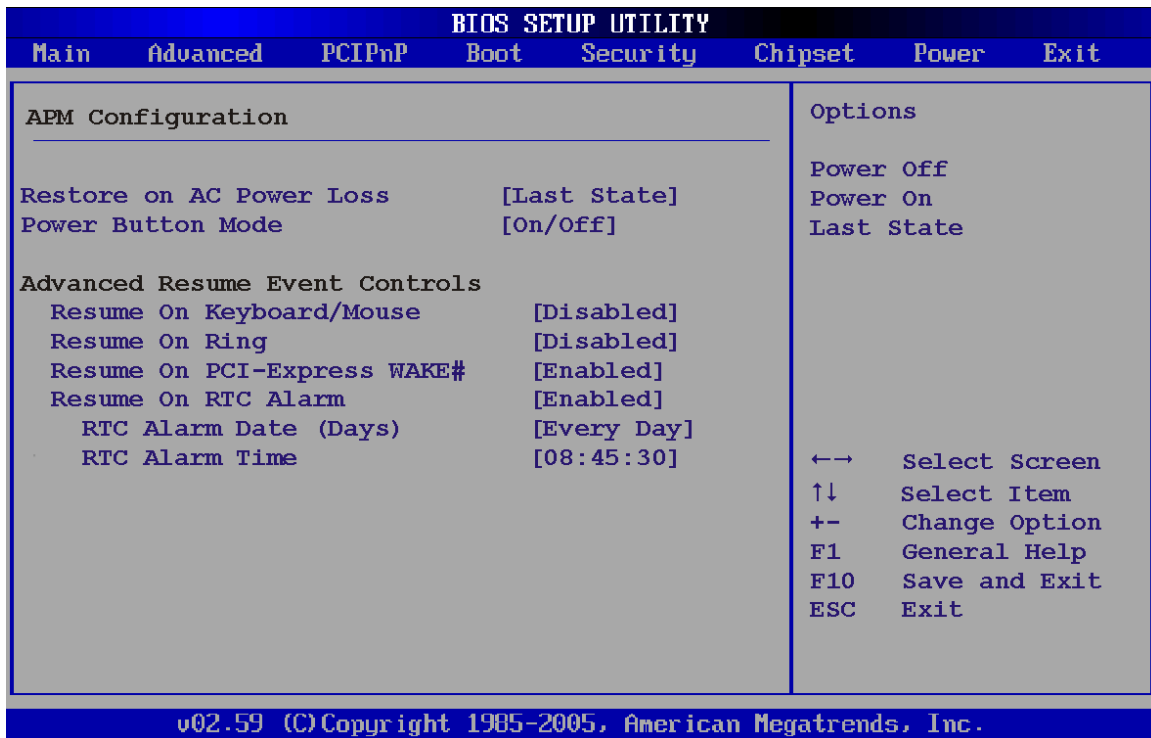 BIOS SETUP UTILITY
Main Advanced PCIPnP Boot Security Chipset Power Exit
APM Configuration
Restore on AC Power Loss [Last State]
Power Button Mode [On/Off]
Advanced Resume Event Controls
Resume On Keyboard/Mouse [Disabled]
Resume On Ring [Disabled]
Resume On PCI-Express WAKE# [Enabled]
Resume On RTC Alarm [Enabled]
RTC Alarm Date (Days) [Every Day]
RTC Alarm Time [08:45:30]
Options
Power Off
Power On
Last State
←→ Select Screen
↑↓ Select Item
+- Change Option
F1 General Help
F10 Save and Exit
ESC Exit
v02.59 (C)Copyright 1985-2005, American Megatrends, Inc.